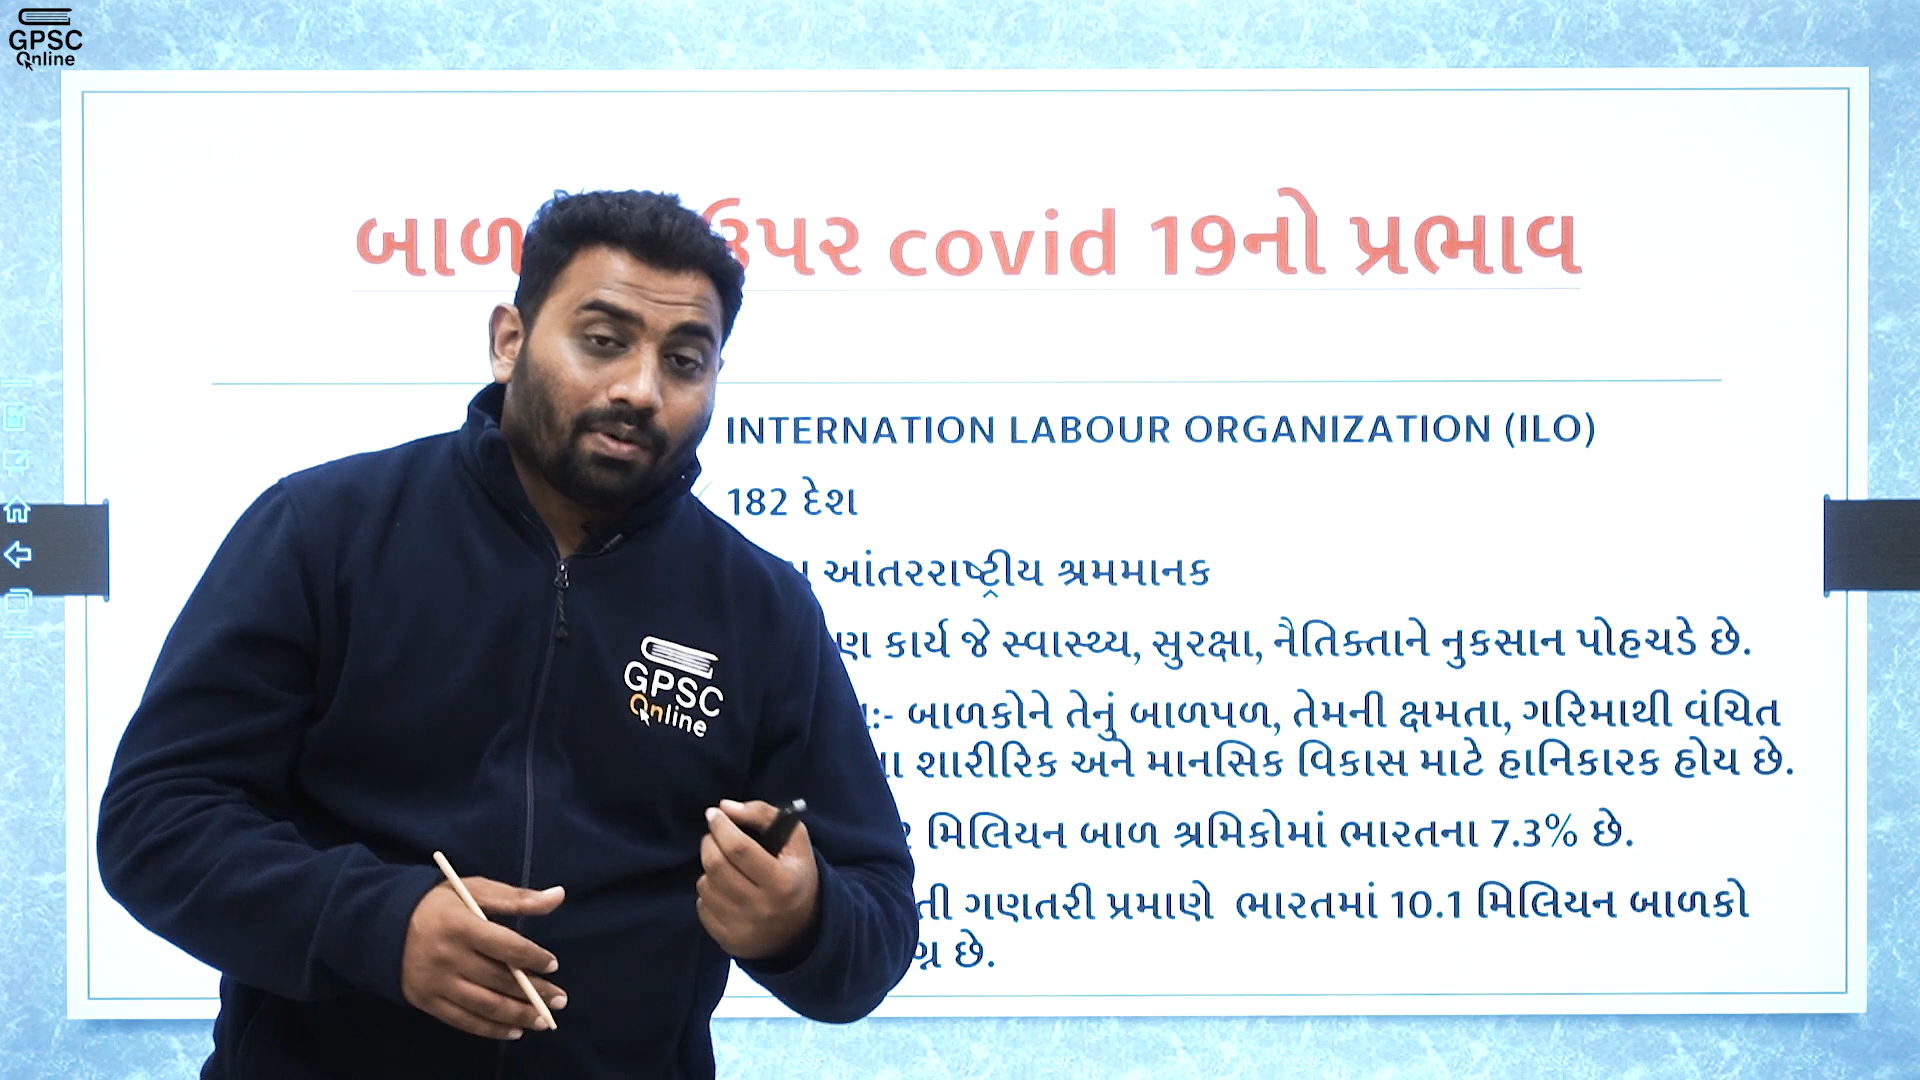 GPSC
Online
ઉપર covid 19નો પ્રભાવ
INTERNATION LABOUR ORGANIZATION (ILO)
182 દેશ
આંતરરાષ્ટ્રીય શ્રમમાનક
કાર્ય જે સ્વાસ્થ્ય, સુરક્ષા, નૈતિક્તાને નુકસાન પોહચડે છે.
:- બાળકોને તેનું બાળપળ, તેમની ક્ષમતા, ગરિમાથી વંચિત
શારીરિક અને માનસિક વિકાસ માટે હાનિકારક હોય છે.
મિલિયન બાળ શ્રમિકોમાં ભારતના 7.3% છે.
ગણતરી પ્રમાણે ભારતમાં 10.1 મિલિયન બાળકો
છે.
GPSC
Online